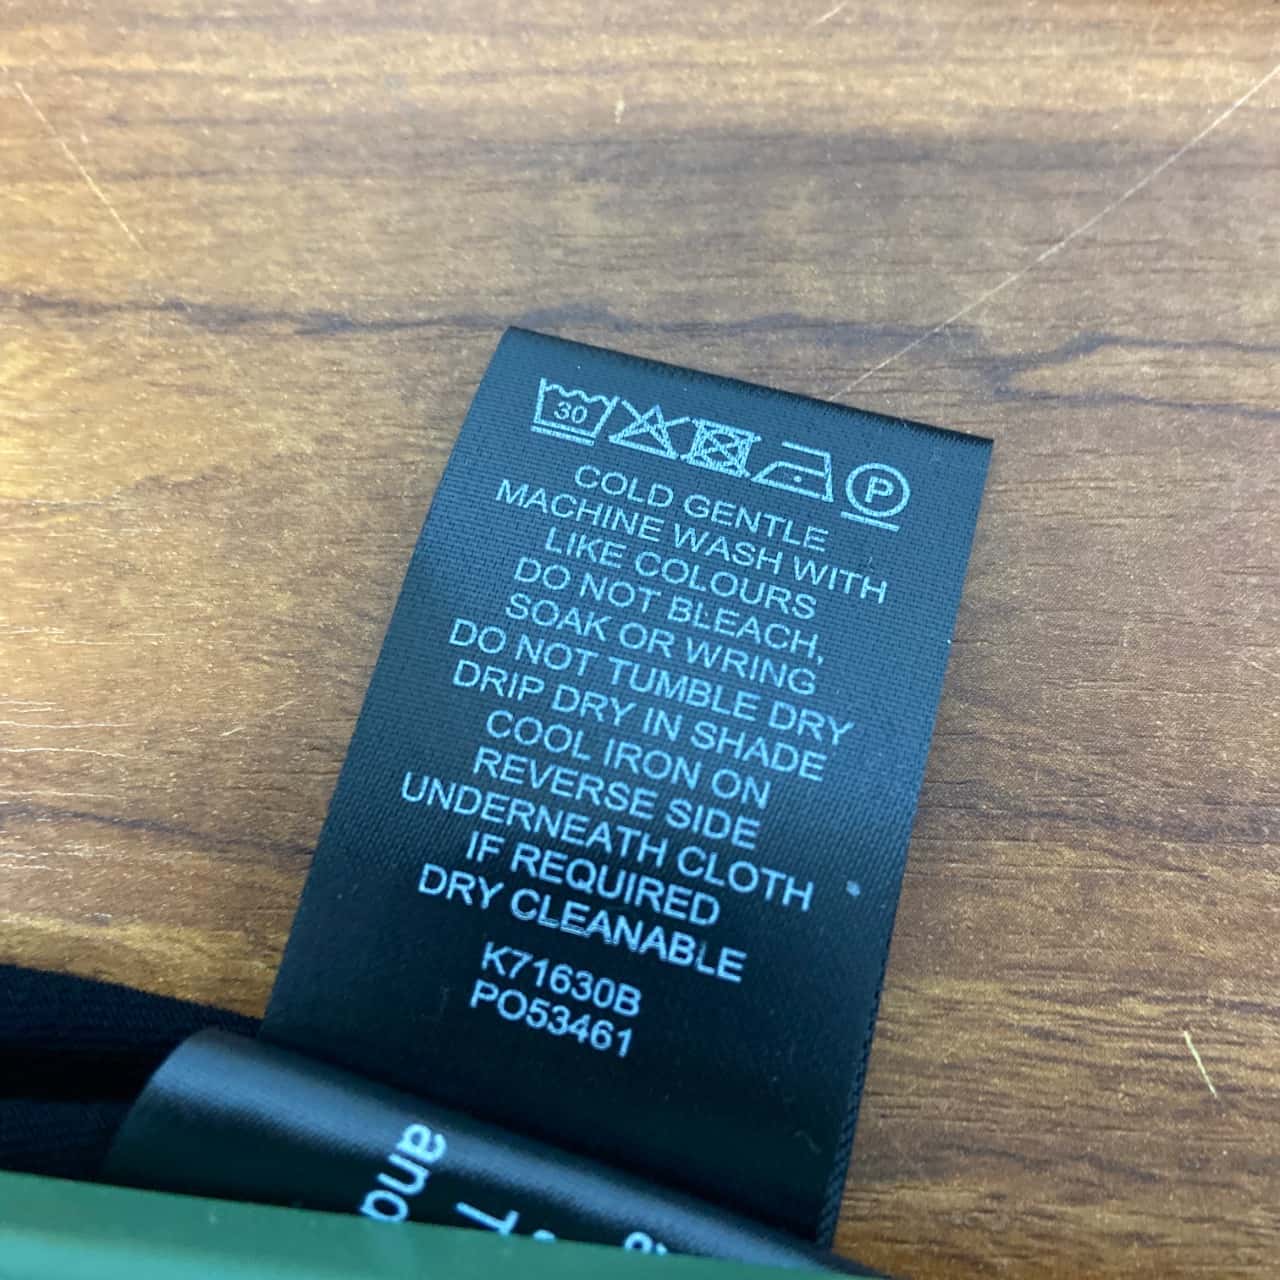 30
P
COLD GENTLE
MACHINE WASH WITH
LIKE COLOURS
DO NOT BLEACH,
SOAK OR WRING
DO NOT TUMBLE DRY
DRIP DRY IN SHADE
COOL IRON ON
REVERSE SIDE
UNDERNEATH CLOTH
IF REQUIRED
DRY CLEANABLE
K71630B
PO53461